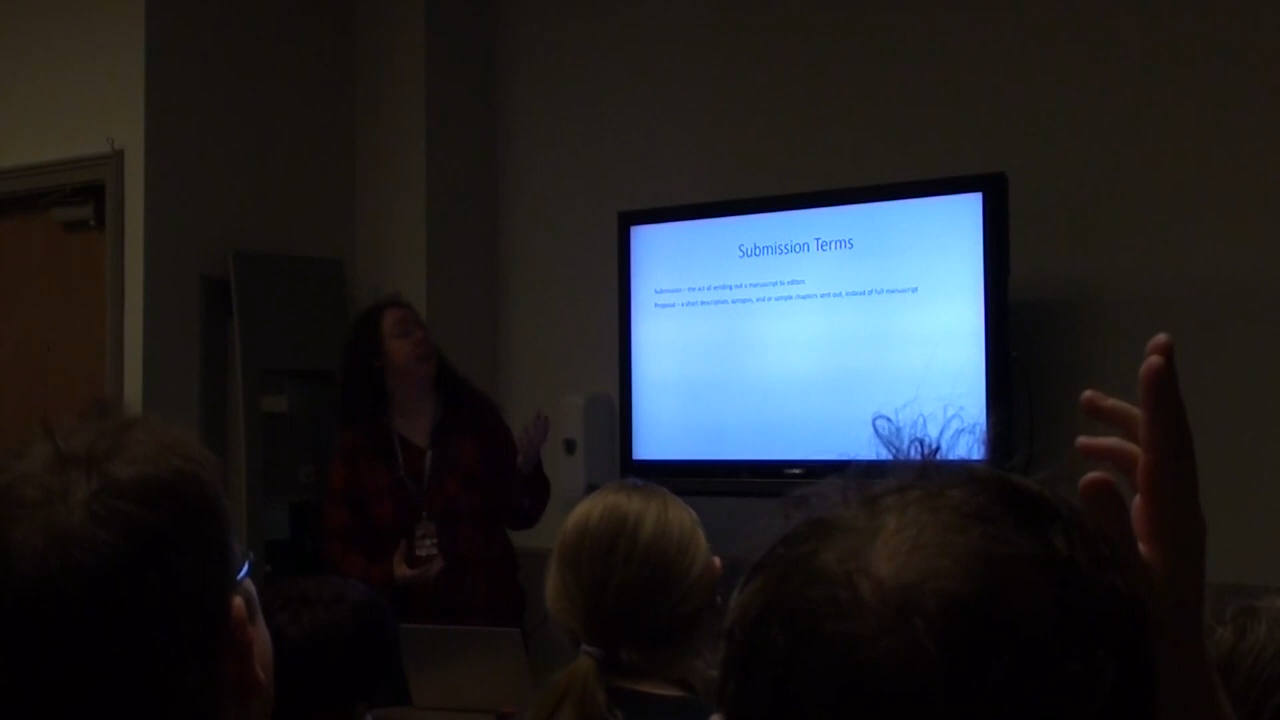 Submission Terms
Submission – the act of sending out a manuscript to editors
Proposal – a short description, synopsis, and or sample chapters sent out, instead of full manuscript